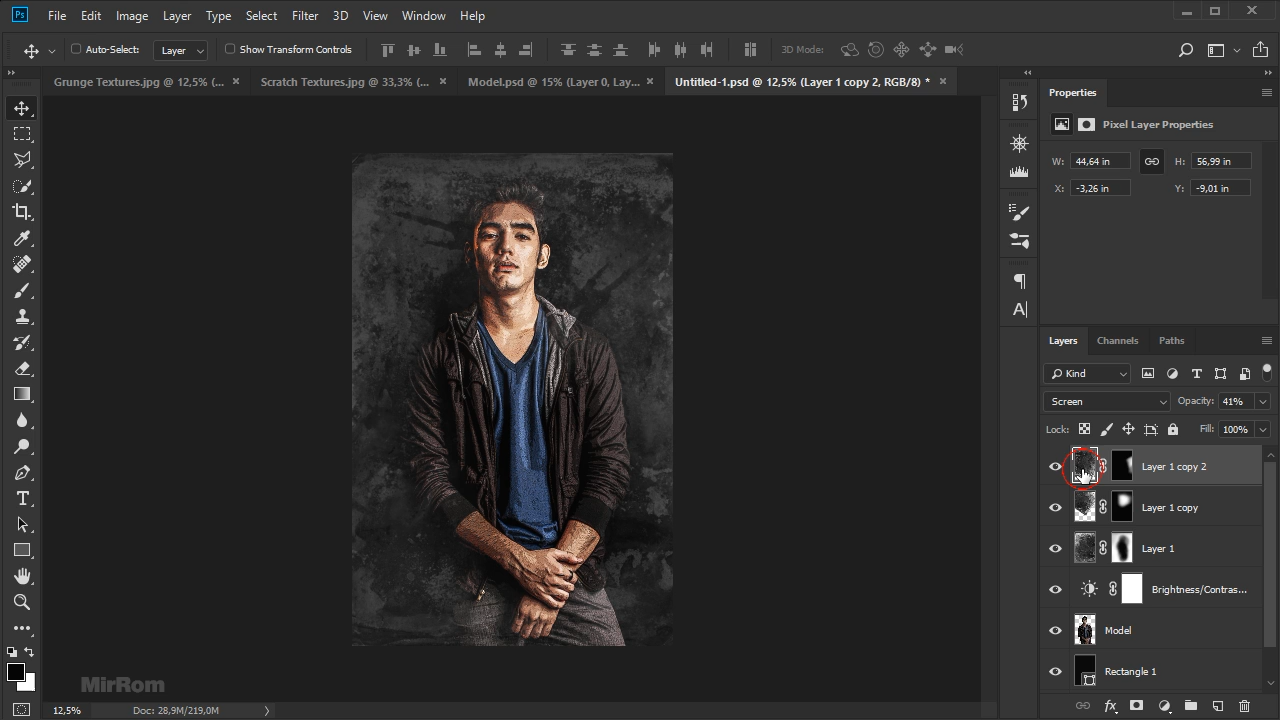 Ps File Edit Image Layer Type Select Filter 3D View Window Help
Auto-Select: Layer Show Transform Controls 3D Mode:
Grunge Textures.jpg @ 12,5% (... × Scratch Textures.jpg @ 33,3% (... × Model.psd @ 15% (Layer 0, Lay... × Untitled-1.psd @ 12,5% (Layer 1 copy 2, RGB/8) * ×
Properties
Pixel Layer Properties
W: 44,64 in H: 56,99 in
X: -3,26 in Y: -9,01 in
Layers Channels Paths
Kind
Screen Opacity: 41%
Lock: Fill: 100%
Layer 1 copy 2
Layer 1 copy
Layer 1
Brightness/Contras...
Model
Rectangle 1
MirRom
12,5% Doc: 28,9M/219,0M